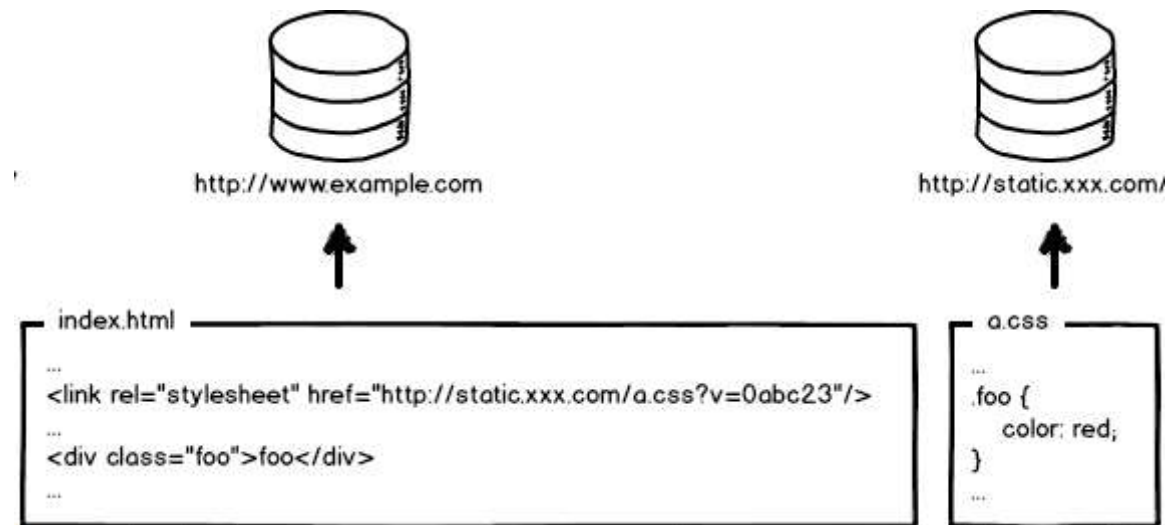 http://www.example.com
http://static.xxx.com/
index.html
...
<link rel="stylesheet" href="http://static.xxx.com/a.css?v=0abc23"/>
...
<div class="foo">foo</div>
...
a.css
...
.foo {
color: red;
}
...